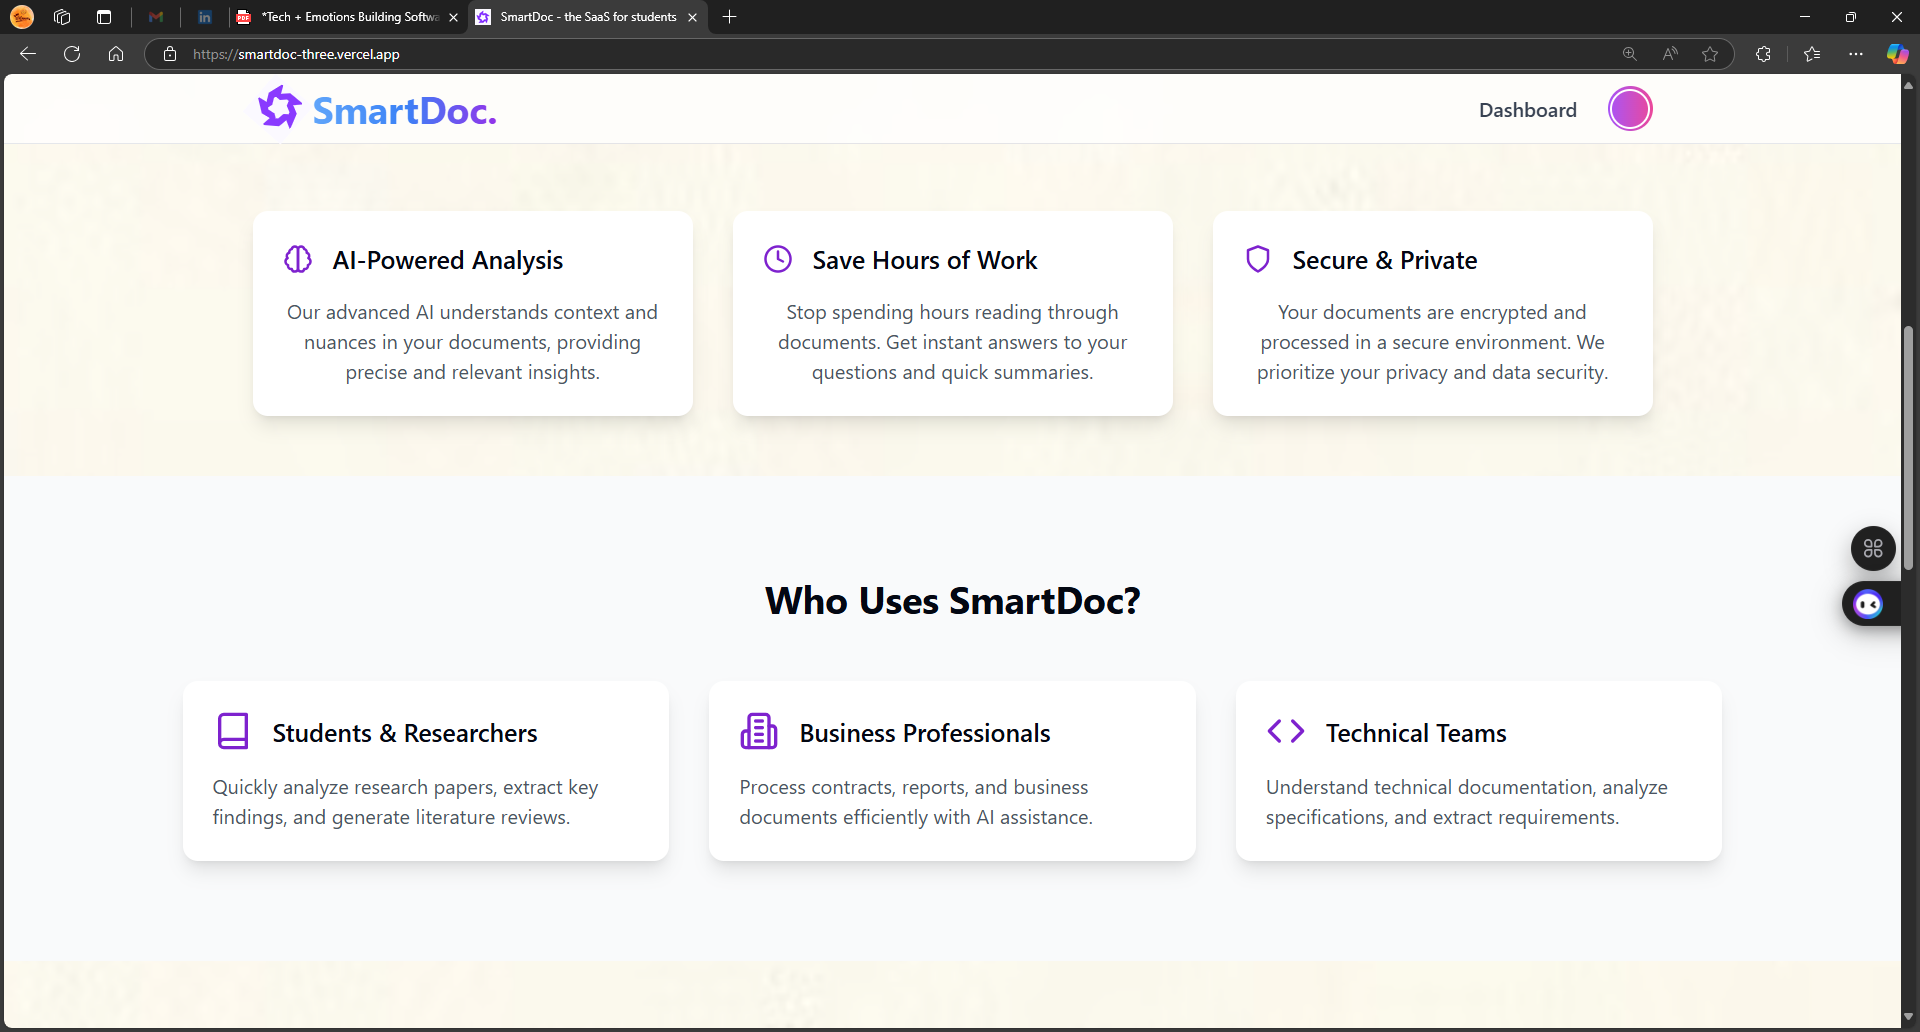 *Tech + Emotions Building Softwa
SmartDoc - the SaaS for students
https://smartdoc-three.vercel.app
SmartDoc.
Dashboard
AI-Powered Analysis
Our advanced AI understands context and
nuances in your documents, providing
precise and relevant insights.
Save Hours of Work
Stop spending hours reading through
documents. Get instant answers to your
questions and quick summaries.
Secure & Private
Your documents are encrypted and
processed in a secure environment. We
prioritize your privacy and data security.
Who Uses SmartDoc?
Students & Researchers
Quickly analyze research papers, extract key
findings, and generate literature reviews.
Business Professionals
Process contracts, reports, and business
documents efficiently with AI assistance.
Technical Teams
Understand technical documentation, analyze
specifications, and extract requirements.